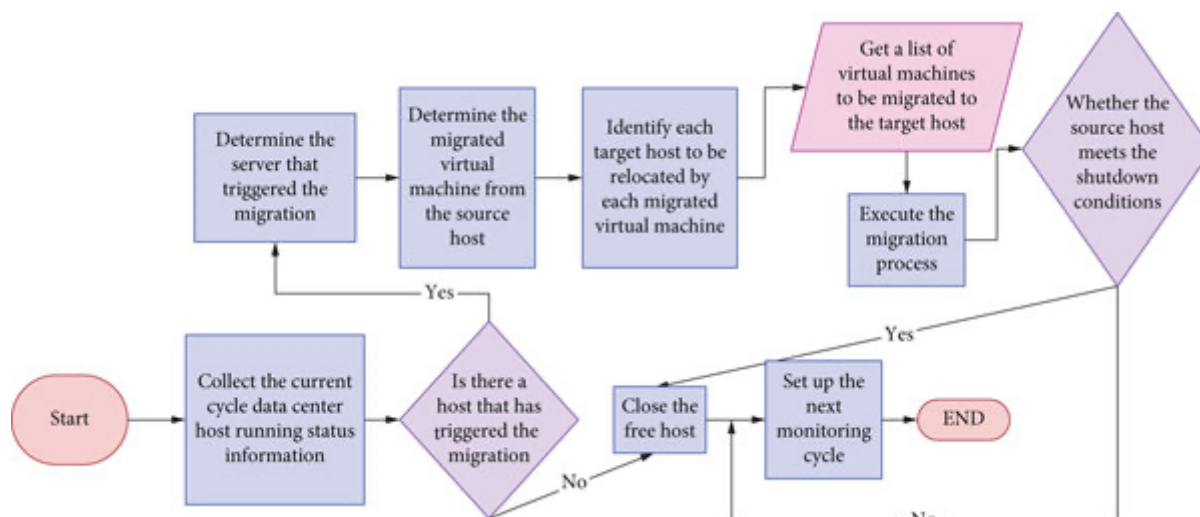 Get a list of
virtual machines
to be migrated to
the target host
Whether the
source host
meets the
shutdown
conditions
Determine the
server that
triggered the
migration
Determine the
migrated
virtual
machine from
the source
host
Identify each
target host to be
relocated by
each migrated
virtual machine
Execute the
migration
process
Yes
Yes
Start
Collect the current
cycle data center
host running status
information
Is there a
host that has
triggered the
migration
No
Close the
free host
Set up the
next
monitoring
cycle
END
No